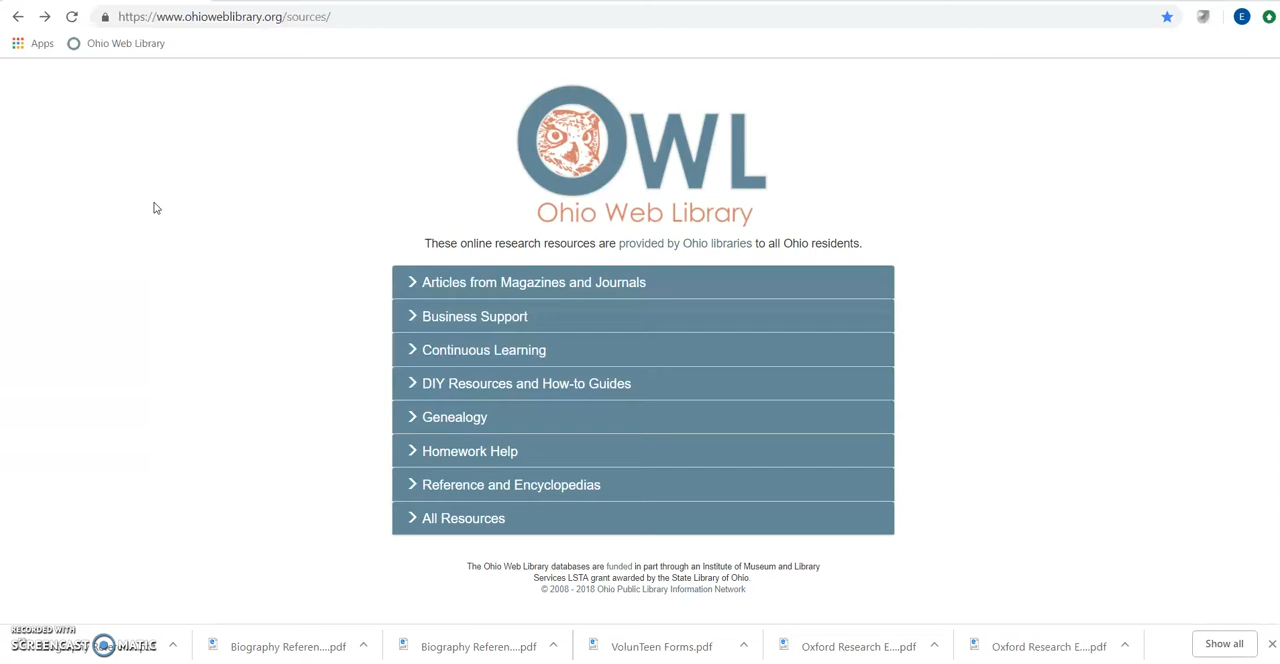 https://www.ohioweblibrary.org/sources/
E
Apps Ohio Web Library
OWL
Ohio Web Library
These online research resources are provided by Ohio libraries to all Ohio residents.
Articles from Magazines and Journals
Business Support
Continuous Learning
DIY Resources and How-to Guides
Genealogy
Homework Help
Reference and Encyclopedias
All Resources
The Ohio Web Library databases are funded in part through an Institute of Museum and Library
Services LSTA grant awarded by the State Library of Ohio.
© 2008 - 2018 Ohio Public Library Information Network
RECORDED WITH
SCREENCAST MATIC
Biography Referen....pdf Biography Referen....pdf VolunTeen Forms.pdf Oxford Research E....pdf Oxford Research E....pdf Show all